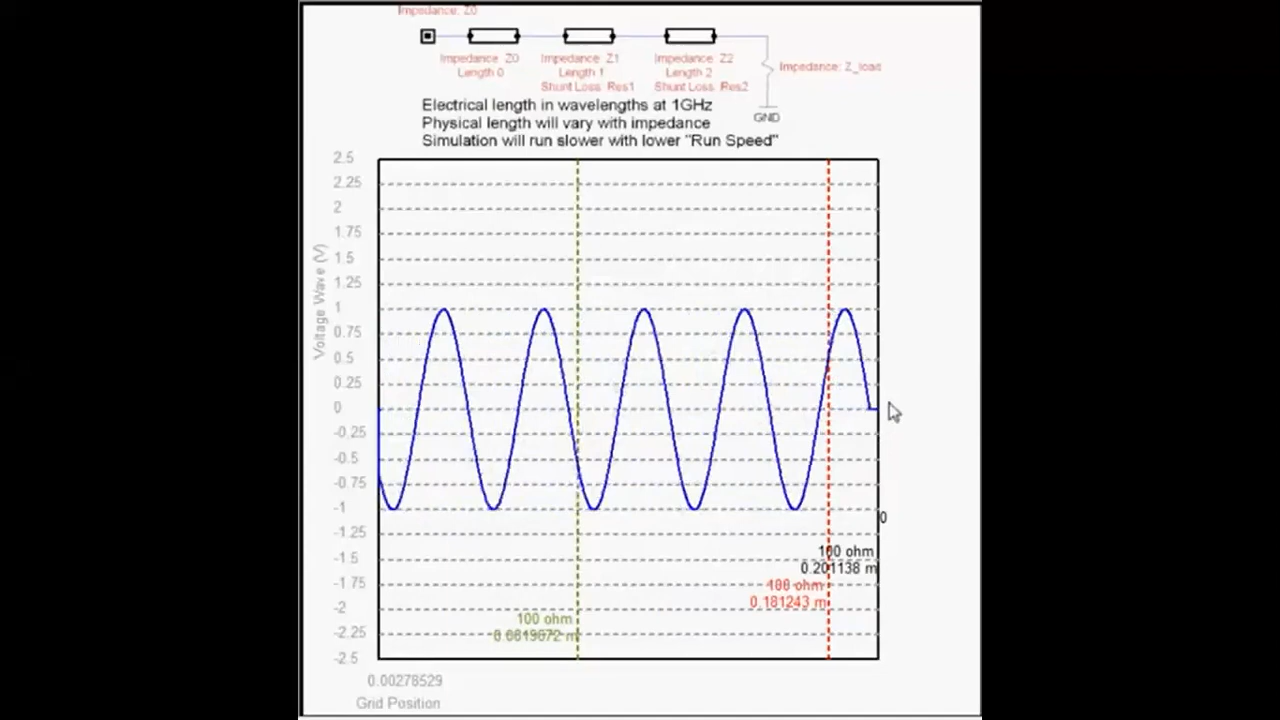 Impedance: Z0
Impedance: Z0
Length 0
Impedance: Z1
Length 1
Shunt Loss: Res1
Impedance: Z2
Length 2
Shunt Loss: Res2
Impedance: Z_load
GND
Electrical length in wavelengths at 1GHz
Physical length will vary with impedance
Simulation will run slower with lower "Run Speed"
Voltage Wave (V)
2.5
2.25
2
1.75
1.5
1.25
1
0.75
0.5
0.25
0
-0.25
-0.5
-0.75
-1
-1.25
-1.5
-1.75
-2
-2.25
-2.5
0
100 ohm
0.201138 m
100 ohm
0.181243 m
100 ohm
0.00278529
Grid Position